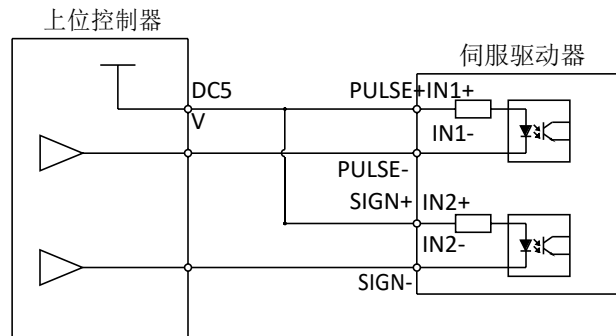 上位控制器
伺服驱动器
DC5
V
PULSE+IN1+
IN1-
PULSE-
SIGN+ IN2+
IN2-
SIGN-